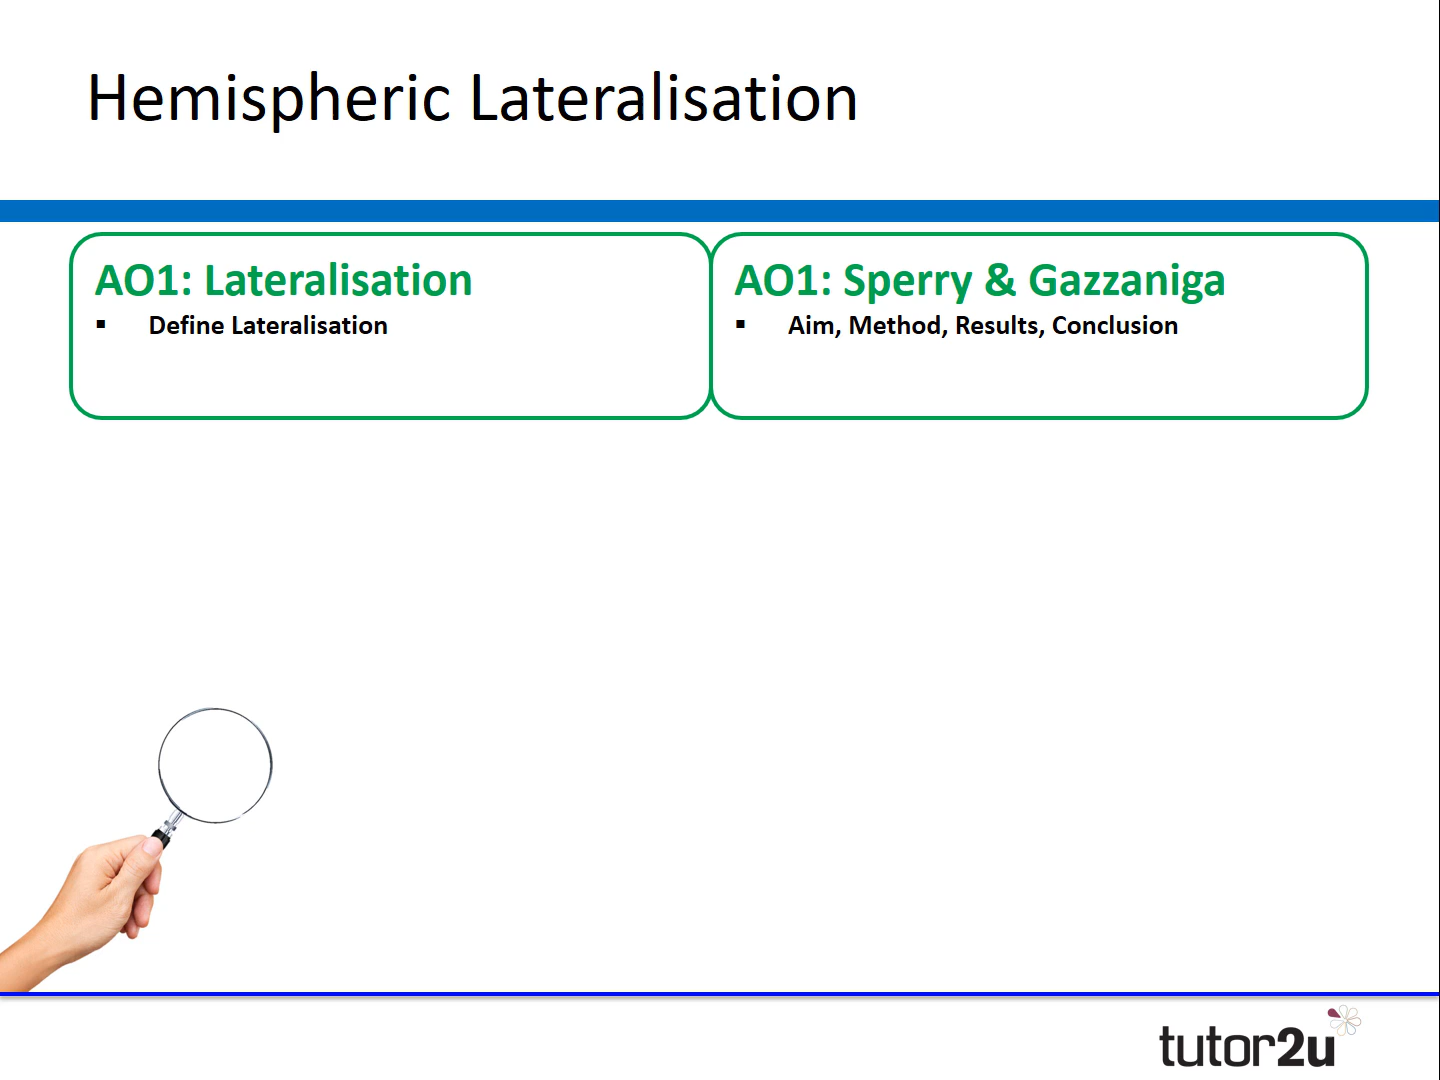 Hemispheric Lateralisation
AO1: Lateralisation
▪ Define Lateralisation
AO1: Sperry & Gazzaniga
▪ Aim, Method, Results, Conclusion
tutor2u